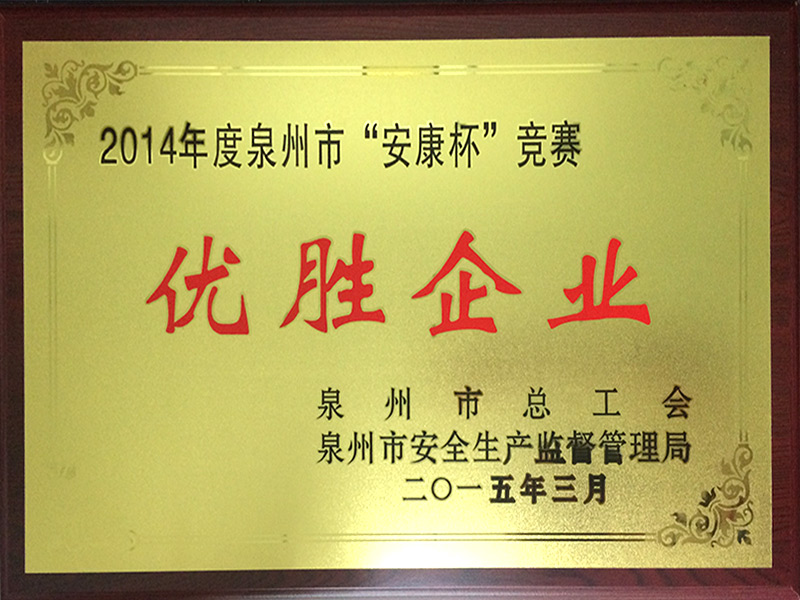 2014年度泉州市“安康杯”竞赛
优胜企业
泉州市总工会
泉州市安全生产监督管理局
二〇一五年三月